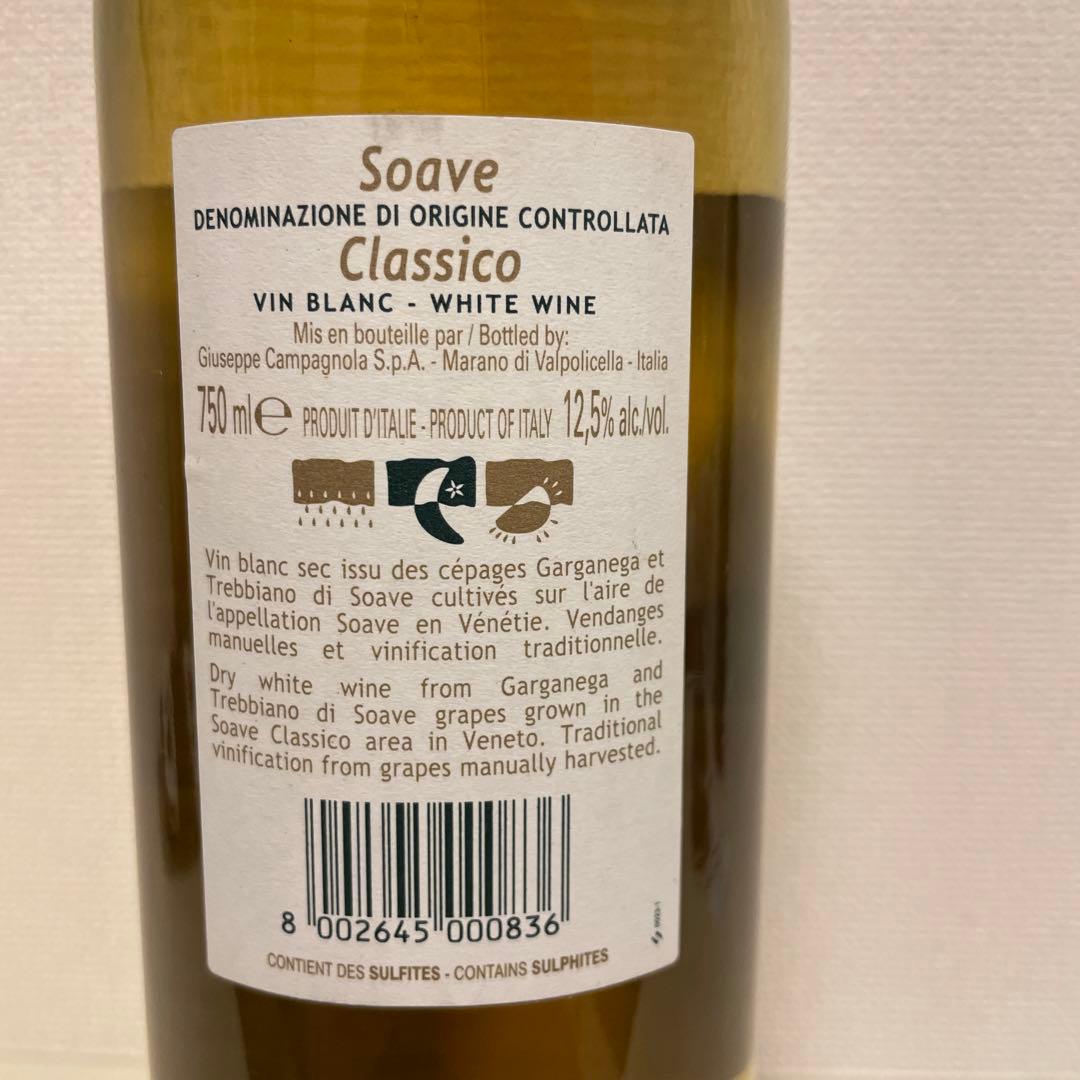 Soave
DENOMINAZIONE DI ORIGINE CONTROLLATA
Classico
VIN BLANC - WHITE WINE
Mis en bouteille par / Bottled by:
Giuseppe Campagnola S.p.A. - Marano di Valpolicella - Italia
750 ml e PRODUIT D'ITALIE - PRODUCT OF ITALY 12,5% alc./vol.
Vin blanc sec issu des cépages Garganega et
Trebbiano di Soave cultivés sur l'aire de
l'appellation Soave en Vénétie. Vendanges
manuelles et vinification traditionnelle.
Dry white wine from Garganega and
Trebbiano di Soave grapes grown in the
Soave Classico area in Veneto. Traditional
vinification from grapes manually harvested.
8 002645 000836
CONTIENT DES SULFITES - CONTAINS SULPHITES